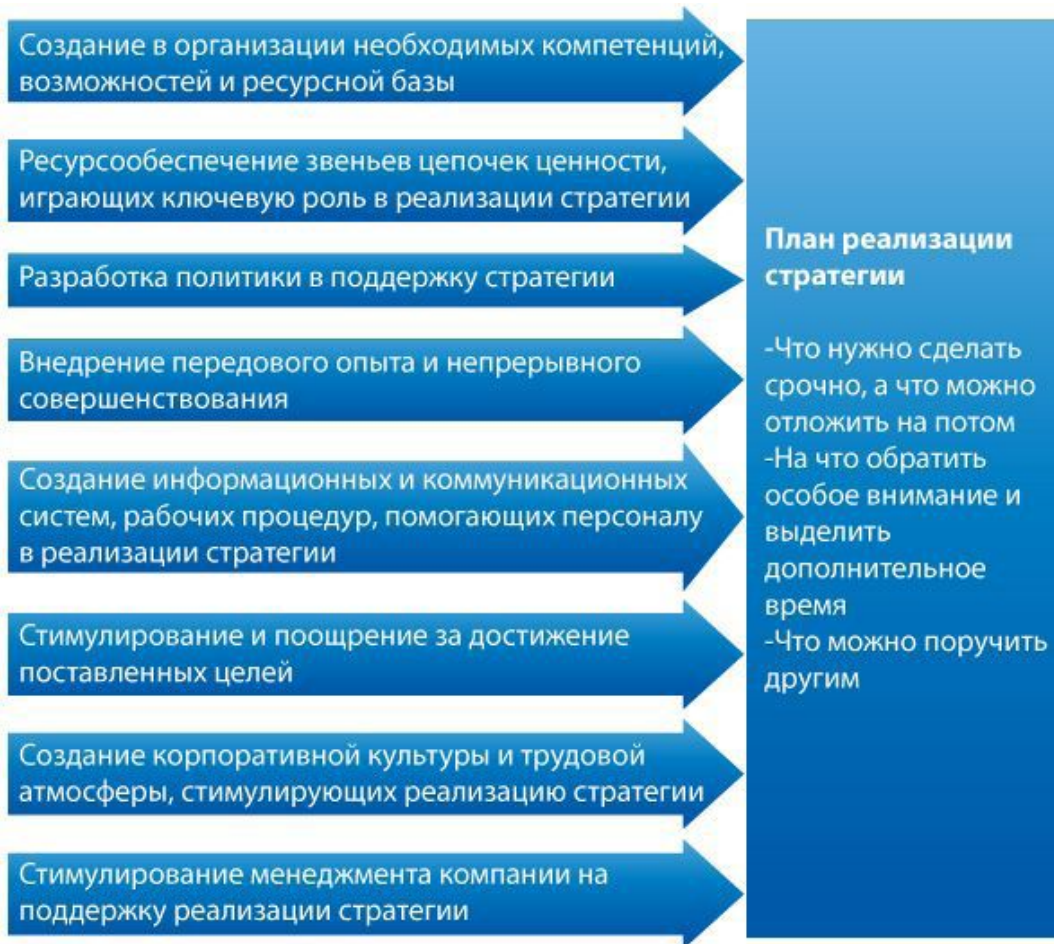 Создание в организации необходимых компетенций,
возможностей и ресурсной базы
Ресурсообеспечение звеньев цепочек ценности,
играющих ключевую роль в реализации стратегии
Разработка политики в поддержку стратегии
Внедрение передового опыта и непрерывного
совершенствования
Создание информационных и коммуникационных
систем, рабочих процедур, помогающих персоналу
в реализации стратегии
Стимулирование и поощрение за достижение
поставленных целей
Создание корпоративной культуры и трудовой
атмосферы, стимулирующих реализацию стратегии
Стимулирование менеджмента компании на
поддержку реализации стратегии
План реализации
стратегии
-Что нужно сделать
срочно, а что можно
отложить на потом
-На что обратить
особое внимание и
выделить
дополнительное
время
-Что можно поручить
другим